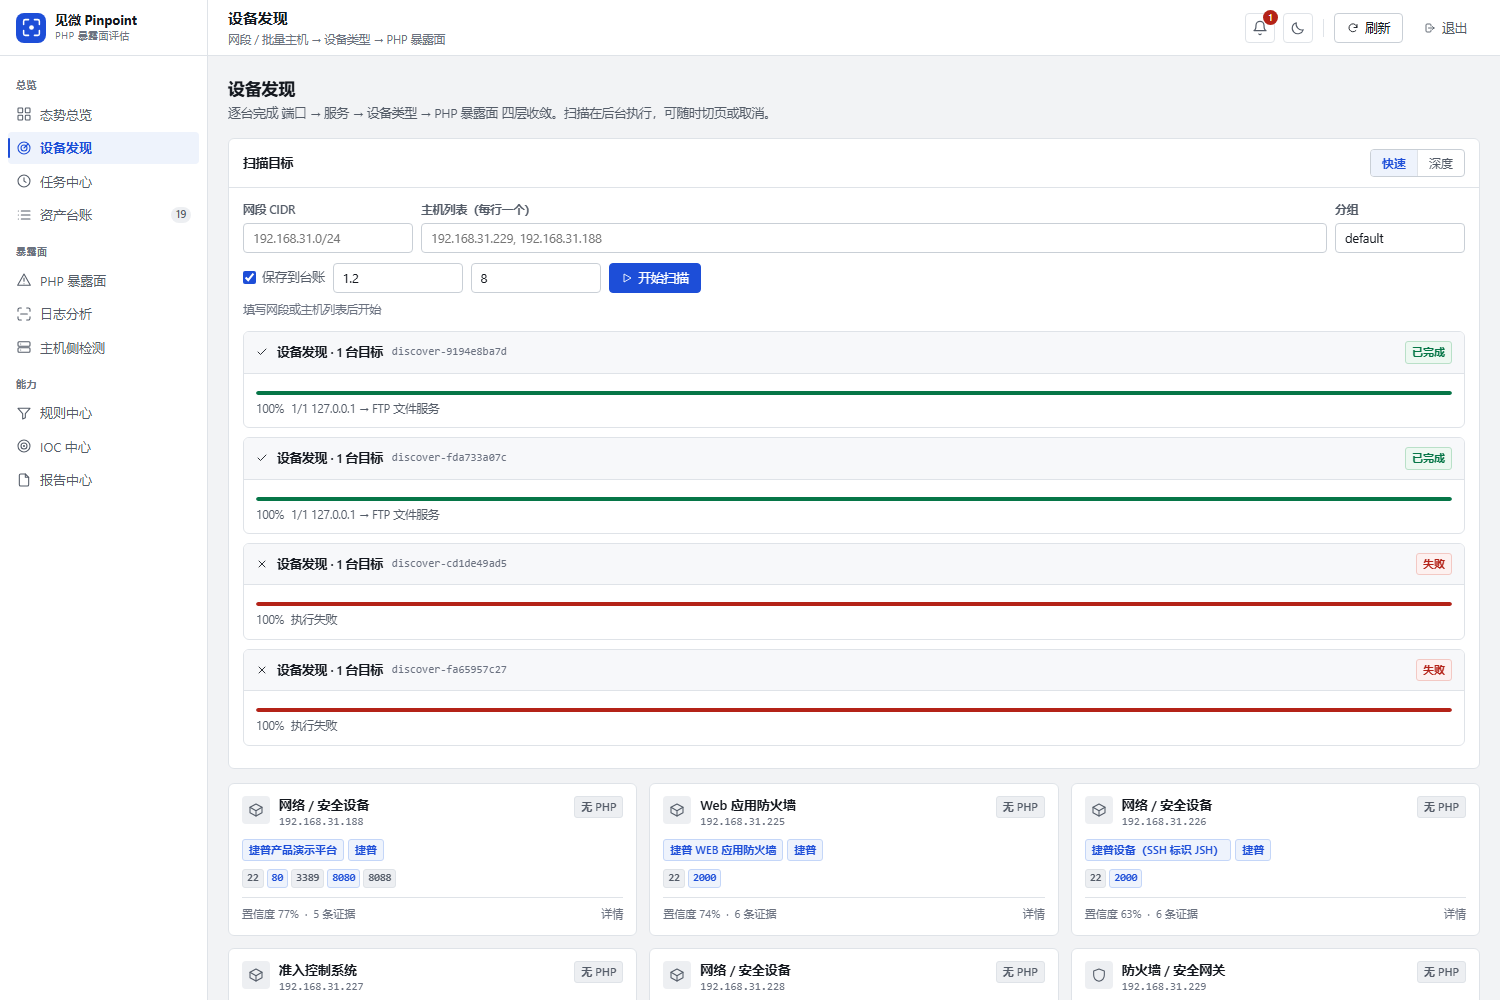 见微 Pinpoint
PHP 暴露面评估
设备发现
网段 / 批量主机 → 设备类型 → PHP 暴露面
1
刷新
退出
总览
态势总览
设备发现
任务中心
资产台账
19
暴露面
PHP 暴露面
日志分析
主机侧检测
能力
规则中心
IOC 中心
报告中心
设备发现
逐台完成 端口 → 服务 → 设备类型 → PHP 暴露面 四层收敛。扫描在后台执行，可随时切页或取消。
扫描目标
快速
深度
网段 CIDR
主机列表（每行一个）
分组
192.168.31.0/24
192.168.31.229, 192.168.31.188
default
保存到台账
1.2
8
开始扫描
填写网段或主机列表后开始
设备发现 · 1 台目标 discover-9194e8ba7d
已完成
100% 1/1 127.0.0.1 → FTP 文件服务
设备发现 · 1 台目标 discover-fda733a07c
已完成
100% 1/1 127.0.0.1 → FTP 文件服务
设备发现 · 1 台目标 discover-cd1de49ad5
失败
100% 执行失败
设备发现 · 1 台目标 discover-fa65957c27
失败
100% 执行失败
网络 / 安全设备
192.168.31.188
无 PHP
捷普产品演示平台 捷普
22 80 3389 8080 8088
置信度 77% · 5 条证据
详情
Web 应用防火墙
192.168.31.225
无 PHP
捷普 WEB 应用防火墙 捷普
22 2000
置信度 74% · 6 条证据
详情
网络 / 安全设备
192.168.31.226
无 PHP
捷普设备（SSH 标识 JSH） 捷普
22 2000
置信度 63% · 6 条证据
详情
准入控制系统
192.168.31.227
无 PHP
网络 / 安全设备
192.168.31.228
无 PHP
防火墙 / 安全网关
192.168.31.229
无 PHP